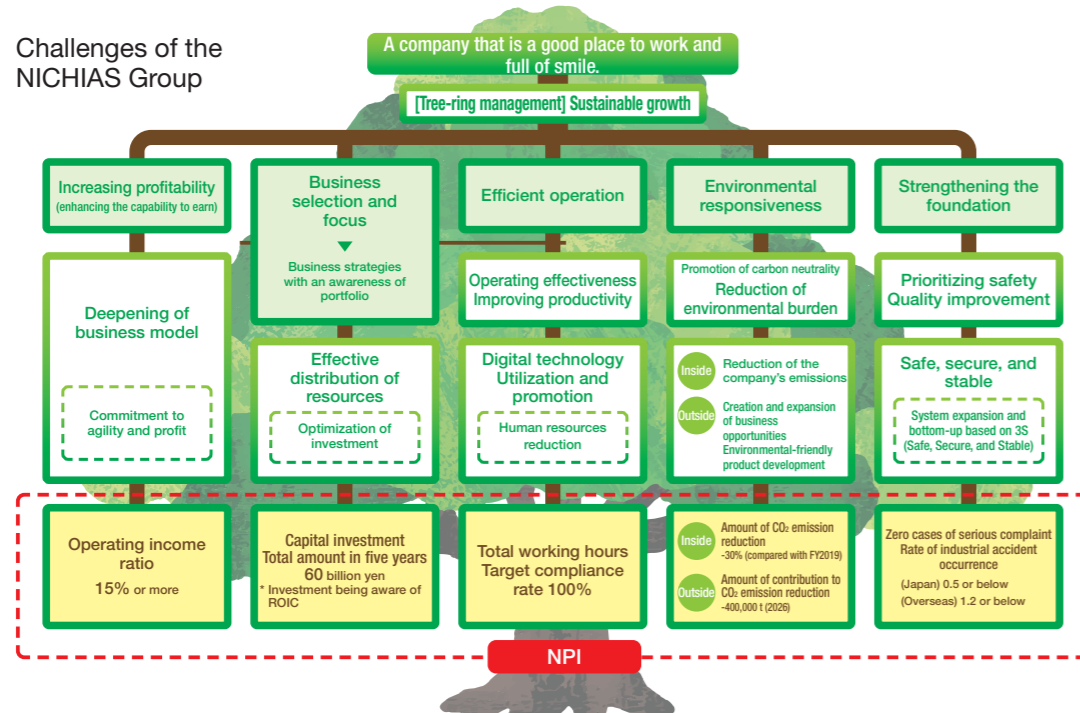 Challenges of the
NICHIAS Group
A company that is a good place to work and
full of smile.
[Tree-ring management] Sustainable growth
Increasing profitability
(enhancing the capability to earn)
Deepening of
business model
Commitment to
agility and profit
Operating income
ratio
15% or more
Business
selection and
focus
▼
Business strategies
with an awareness of
portfolio
Effective
distribution of
resources
Optimization of
investment
Capital investment
Total amount in five years
60 billion yen
* Investment being aware of
ROIC
Efficient operation
Operating effectiveness
Improving productivity
Digital technology
Utilization and
promotion
Human resources
reduction
Total working hours
Target compliance
rate 100%
Environmental
responsiveness
Promotion of carbon neutrality
Reduction of
environmental burden
Inside
Reduction of the
company's emissions
Outside
Creation and expansion
of business
opportunities
Environmental-friendly
product development
Inside
Amount of CO₂ emission
reduction
-30% (compared with FY2019)
Outside
Amount of contribution to
CO₂ emission reduction
-400,000 t (2026)
Strengthening the
foundation
Prioritizing safety
Quality improvement
Safe, secure, and
stable
System expansion and
bottom-up based on 3S
(Safe, Secure, and Stable)
Zero cases of serious complaint
Rate of industrial accident
occurrence
(Japan) 0.5 or below
(Overseas) 1.2 or below
NPI